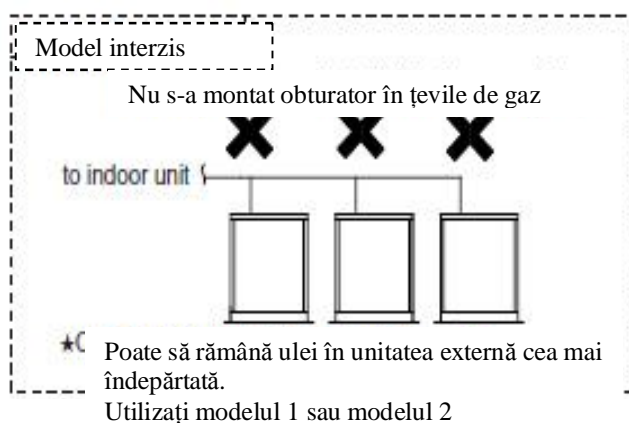 Model interzis
Nu s-a montat obturator în țevile de gaz
to indoor unit
★
Poate să rămână ulei în unitatea externă cea mai
îndepărtată.
Utilizați modelul 1 sau modelul 2